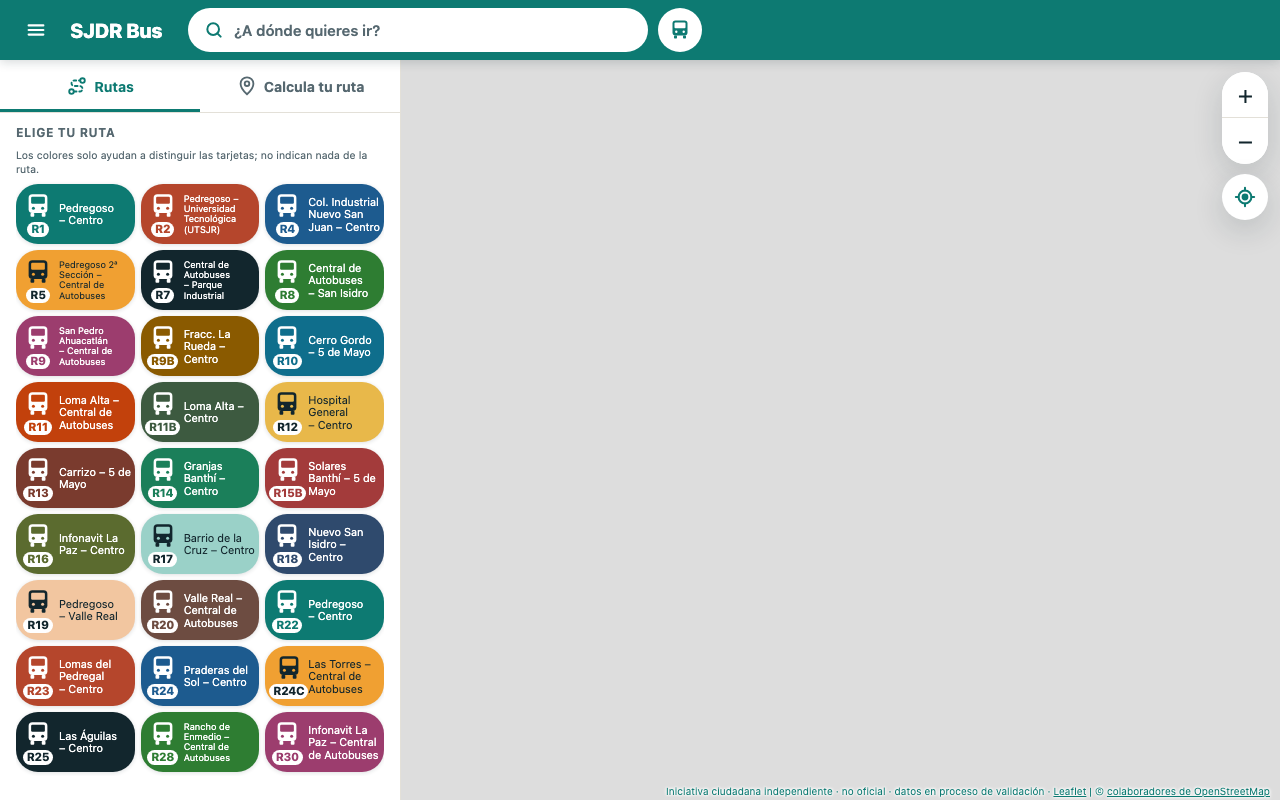 SJDR Bus
¿A dónde quieres ir?
Rutas
Calcula tu ruta
ELIGE TU RUTA
Los colores solo ayudan a distinguir las tarjetas; no indican nada de la
ruta.
R1
Pedregoso
– Centro
R2
Pedregoso –
Universidad
Tecnológica
(UTSJR)
R4
Col. Industrial
Nuevo San
Juan – Centro
R5
Pedregoso 2ª
Sección –
Central de
Autobuses
R7
Central de
Autobuses
– Parque
Industrial
R8
Central de
Autobuses
– San Isidro
R9
San Pedro
Ahuacatlán
– Central de
Autobuses
R9B
Fracc. La
Rueda –
Centro
R10
Cerro Gordo
– 5 de Mayo
R11
Loma Alta –
Central de
Autobuses
R11B
Loma Alta –
Centro
R12
Hospital
General
– Centro
R13
Carrizo – 5 de
Mayo
R14
Granjas
Banthí –
Centro
R15B
Solares
Banthí – 5 de
Mayo
R16
Infonavit La
Paz – Centro
R17
Barrio de la
Cruz – Centro
R18
Nuevo San
Isidro –
Centro
R19
Pedregoso
– Valle Real
R20
Valle Real –
Central de
Autobuses
R22
Pedregoso
– Centro
R23
Lomas del
Pedregal
– Centro
R24
Praderas del
Sol – Centro
R24C
Las Torres –
Central de
Autobuses
R25
Las Águilas
– Centro
R28
Rancho de
Enmedio –
Central de
Autobuses
R30
Infonavit La
Paz – Central
de Autobuses
+
−
Iniciativa ciudadana independiente · no oficial · datos en proceso de validación · Leaflet | © colaboradores de OpenStreetMap